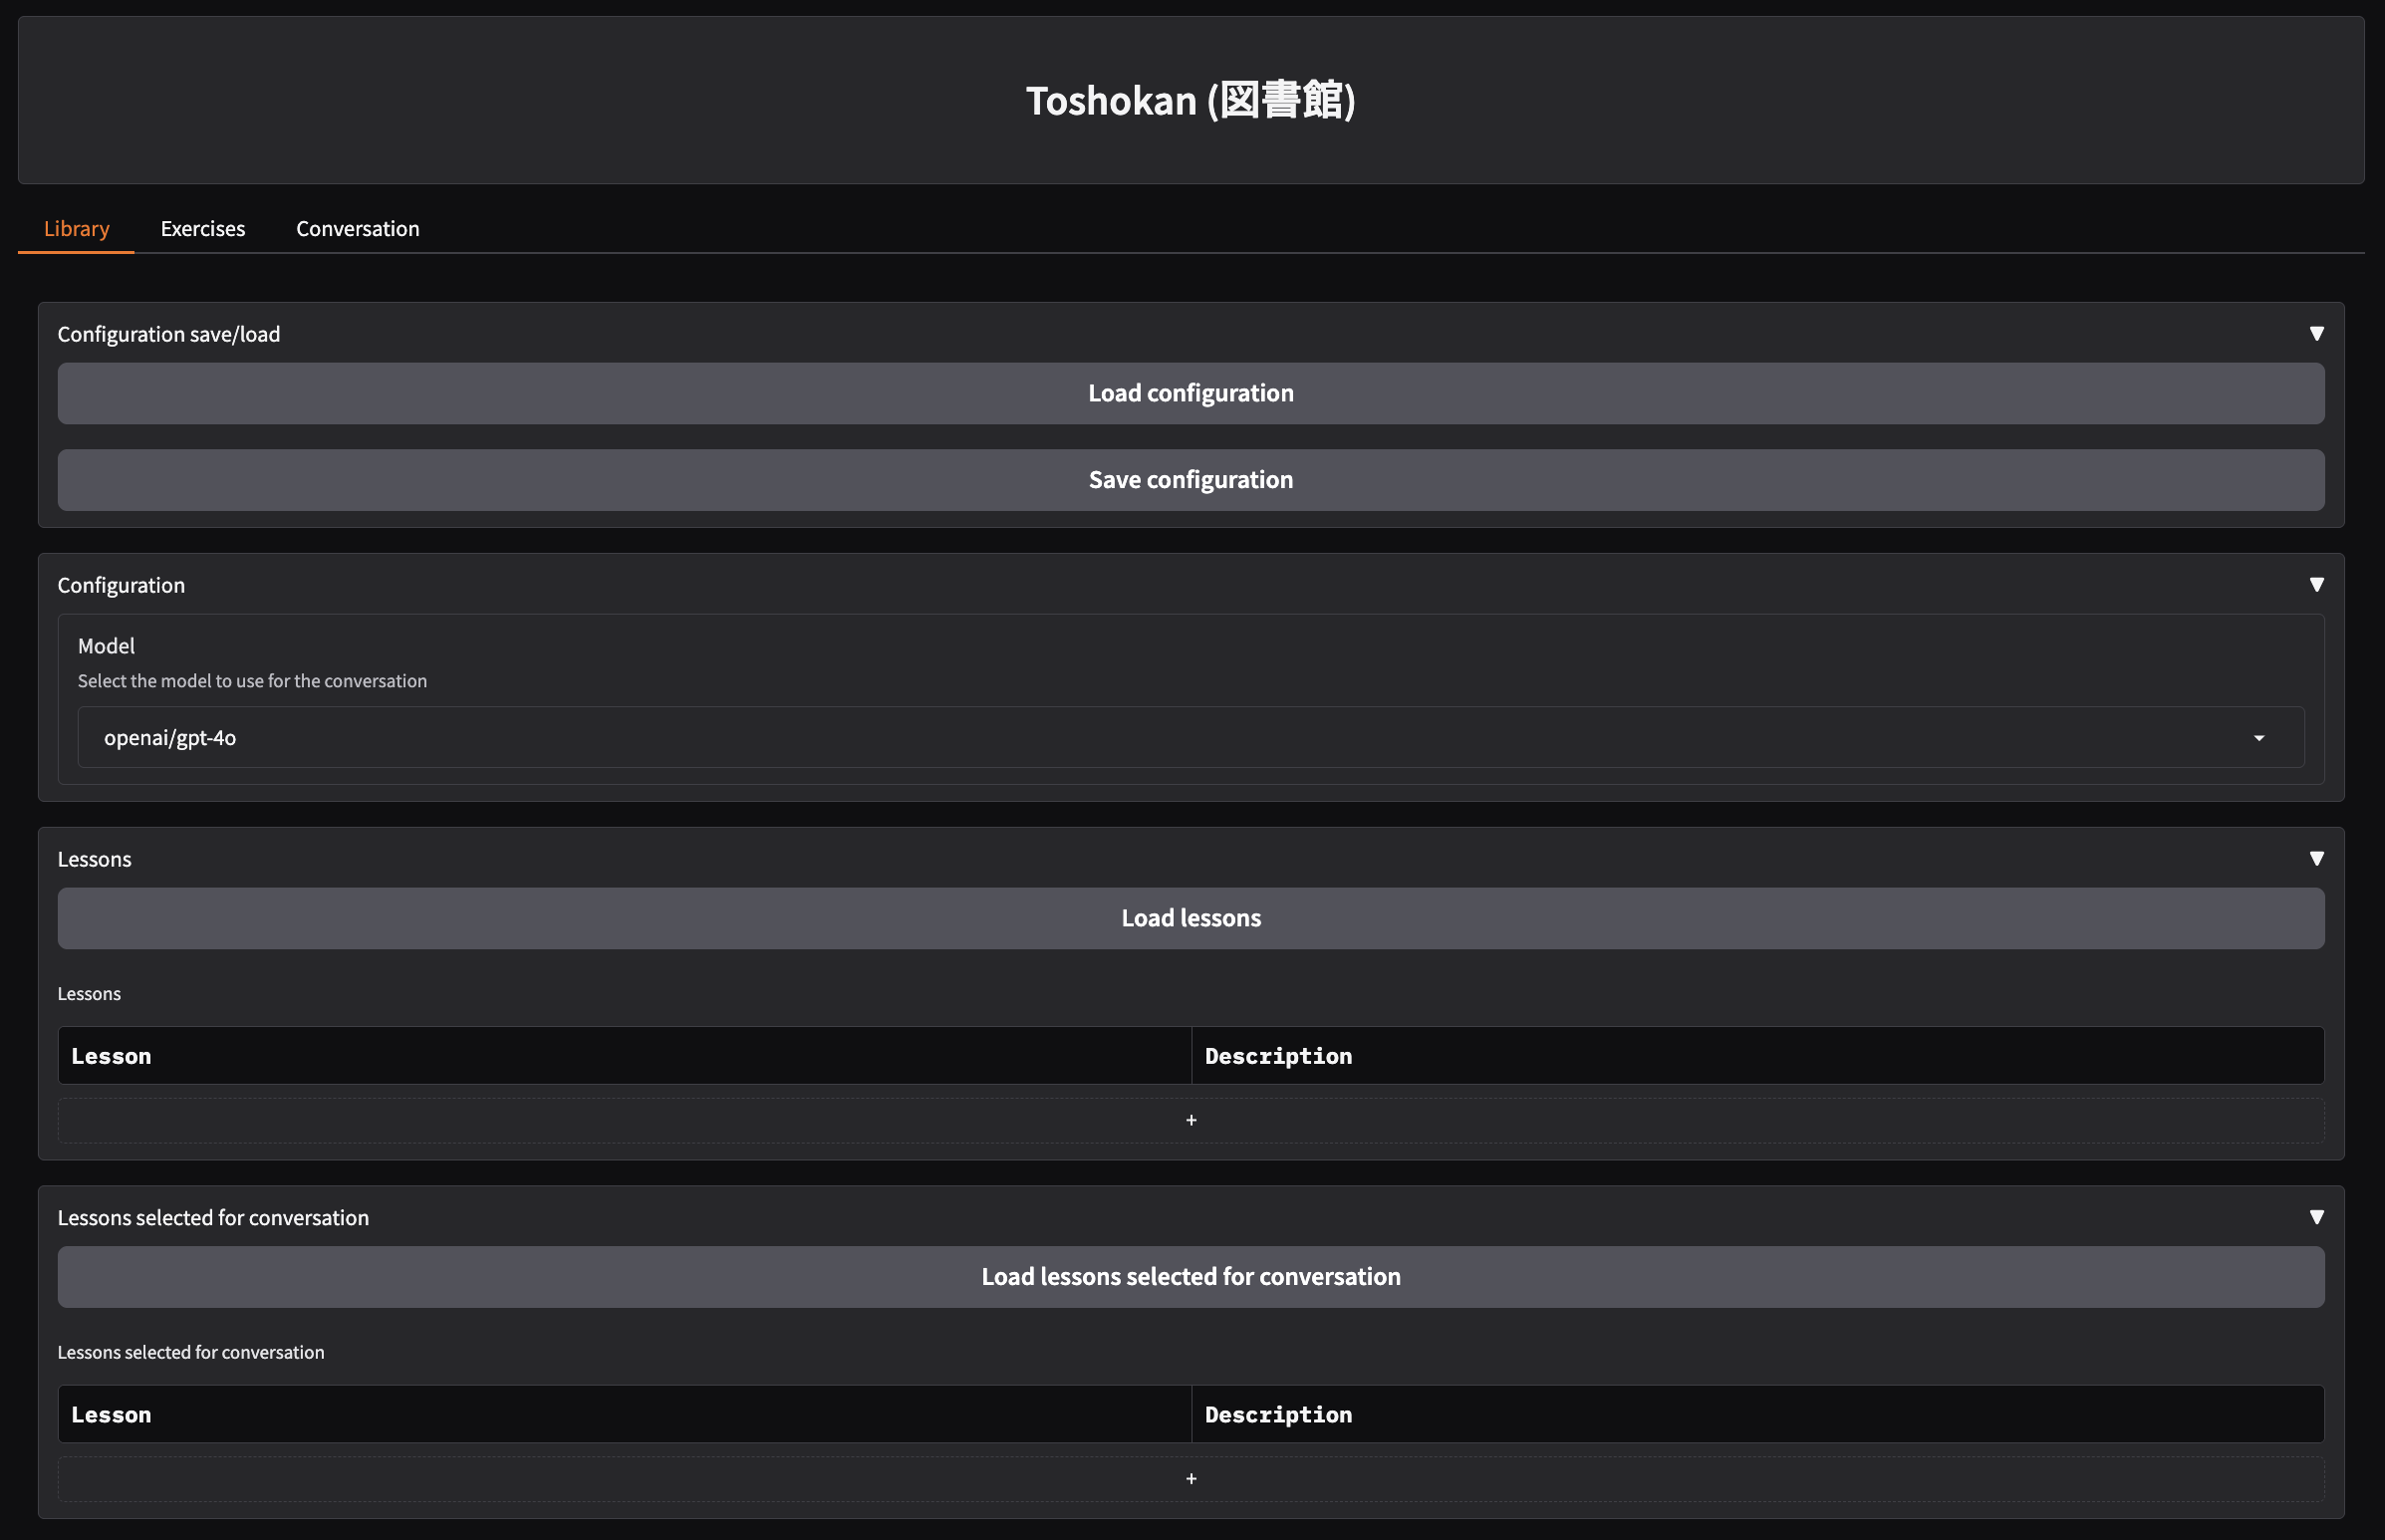 Toshokan (図書館)
Library
Exercises
Conversation
Configuration save/load
Load configuration
Save configuration
Configuration
Model
Select the model to use for the conversation
openai/gpt-4o
Lessons
Load lessons
Lessons
Lesson
Description
+
Lessons selected for conversation
Load lessons selected for conversation
Lessons selected for conversation
Lesson
Description
+